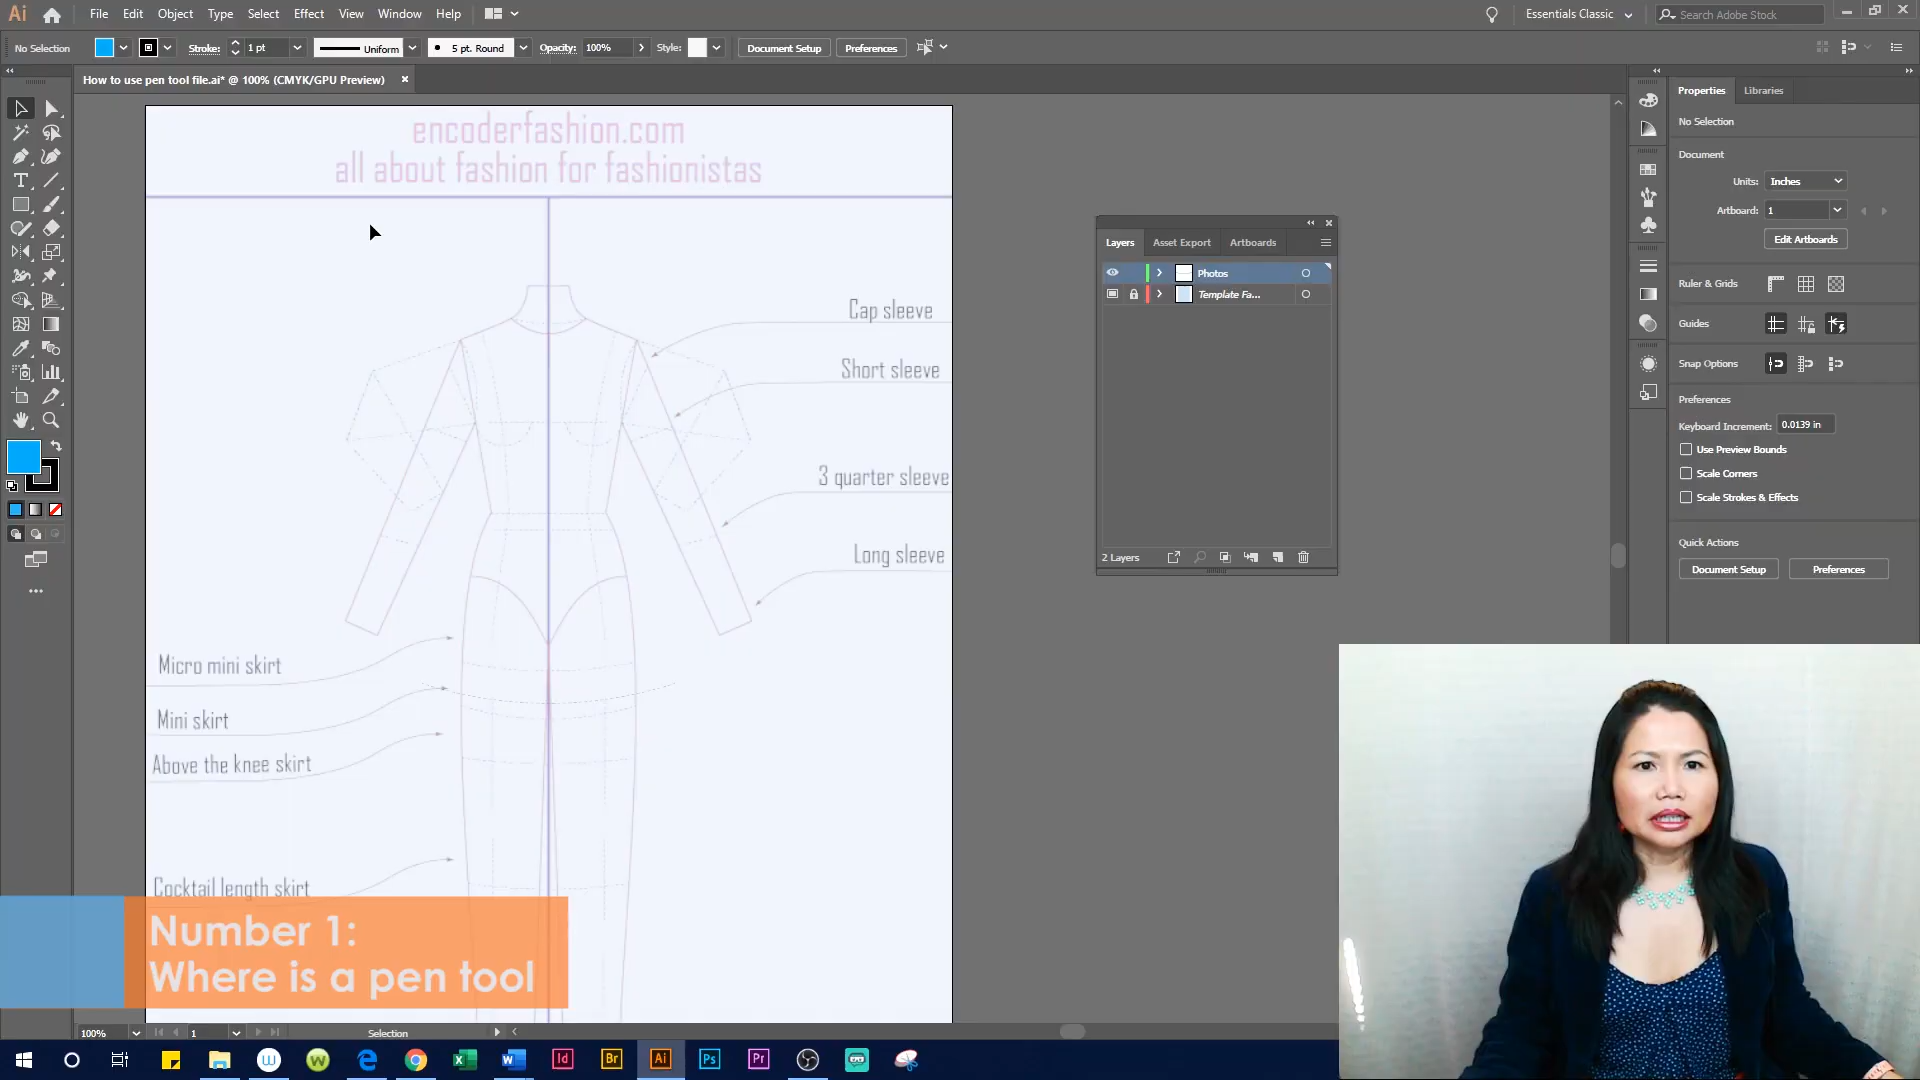 Ai File Edit Object Type Select Effect View Window Help Essentials Classic Search Adobe Stock
No Selection Stroke: 1 pt Uniform 5 pt. Round Opacity: 100% Style: Document Setup Preferences
How to use pen tool file.ai* @ 100% (CMYK/GPU Preview)
encoderfashion.com
all about fashion for fashionistas
Cap sleeve
Short sleeve
3 quarter sleeve
Long sleeve
Micro mini skirt
Mini skirt
Above the knee skirt
Cocktail length skirt
Number 1:
Where is a pen tool
Layers Asset Export Artboards
Photos
Template Fa...
2 Layers
Properties Libraries
No Selection
Document
Units: Inches
Artboard: 1
Edit Artboards
Ruler & Grids
Guides
Snap Options
Preferences
Keyboard Increment: 0.0139 in
Use Preview Bounds
Scale Corners
Scale Strokes & Effects
Quick Actions
Document Setup Preferences
100% 1 Selection
W W Id Br Ai Ps Pr